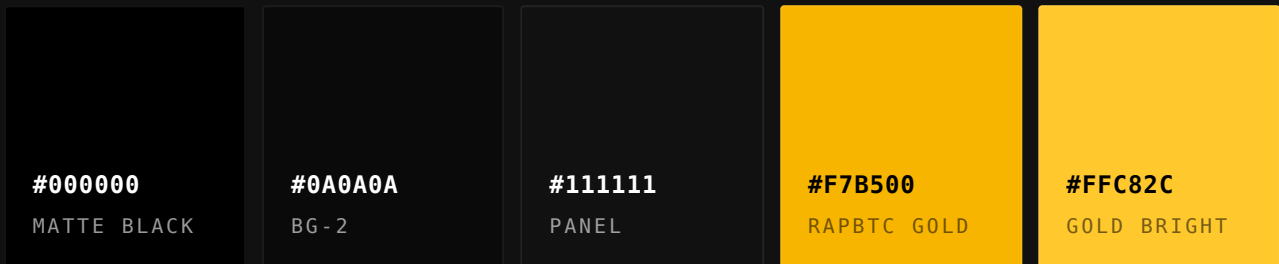 #000000
MATTE BLACK
#0A0A0A
BG-2
#111111
PANEL
#F7B500
RAPBTC GOLD
#FFC82C
GOLD BRIGHT